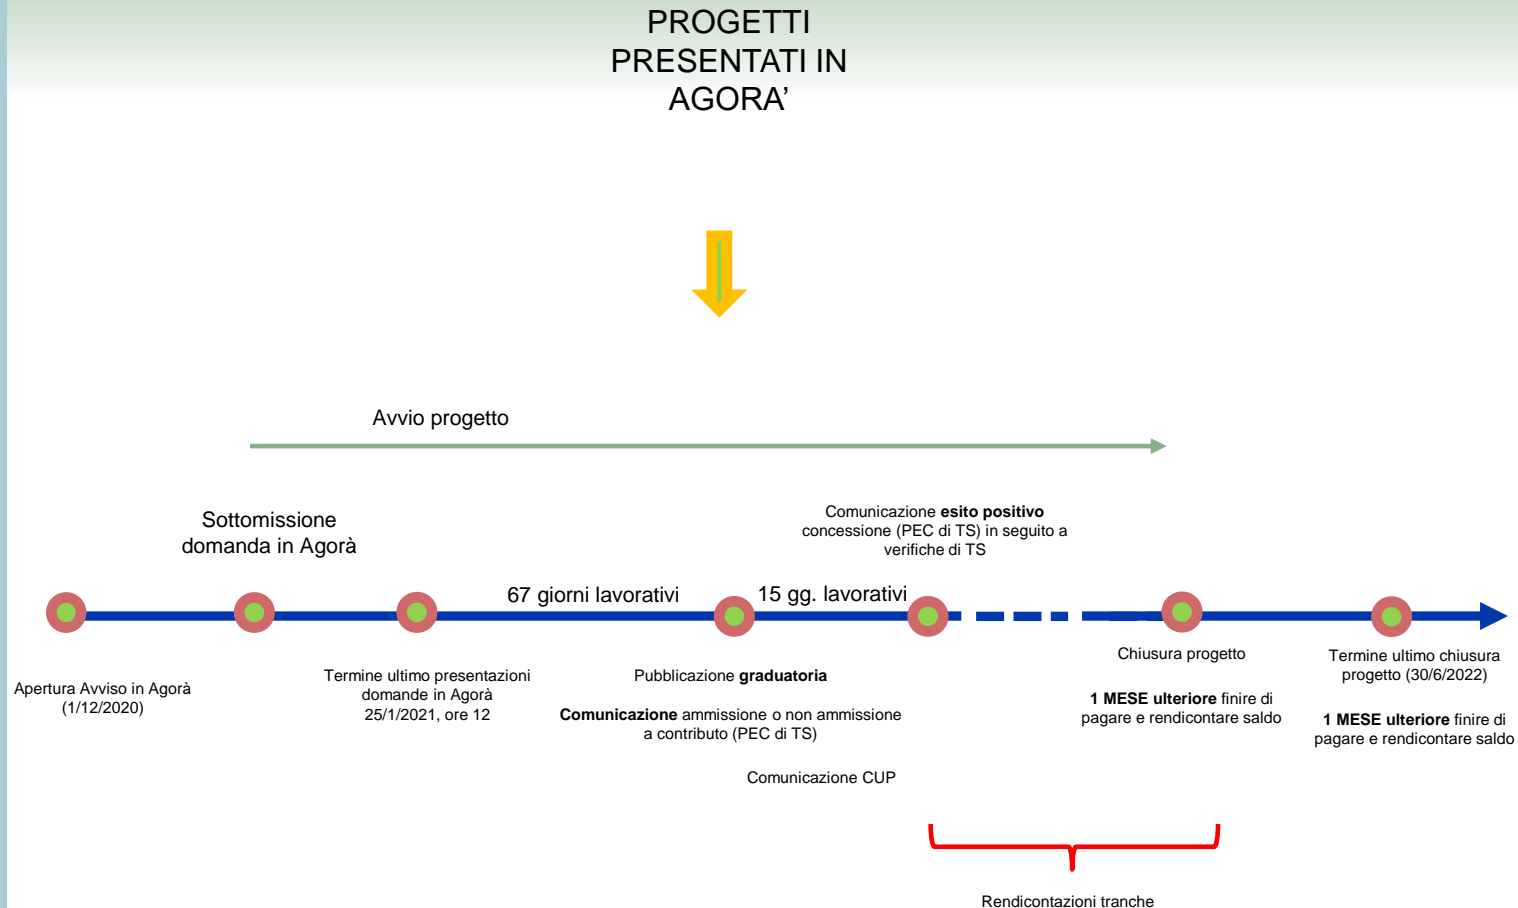 PROGETTI
PRESENTATI IN
AGORA’
Avvio progetto
Sottomissione
domanda in Agorà
Comunicazione esito positivo
concessione (PEC di TS) in seguito a
verifiche di TS
67 giorni lavorativi
15 gg. lavorativi
Apertura Avviso in Agorà
(1/12/2020)
Termine ultimo presentazioni
domande in Agorà
25/1/2021, ore 12
Pubblicazione graduatoria
Comunicazione ammissione o non ammissione
a contributo (PEC di TS)
Comunicazione CUP
Chiusura progetto
1 MESE ulteriore finire di
pagare e rendicontare saldo
Termine ultimo chiusura
progetto (30/6/2022)
1 MESE ulteriore finire di
pagare e rendicontare saldo
Rendicontazioni tranche